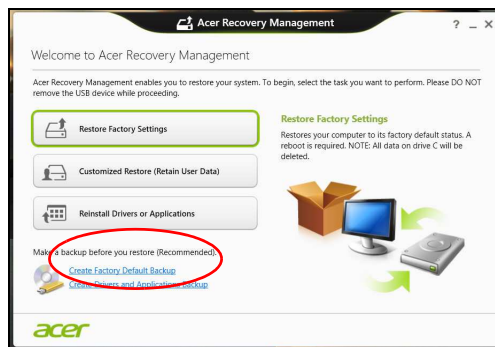 Acer Recovery Management
? _ X
Welcome to Acer Recovery Management
Acer Recovery Management enables you to restore your system. To begin, select the task you want to perform. Please DO NOT
remove the USB device while proceeding.
Restore Factory Settings
Customized Restore (Retain User Data)
Reinstall Drivers or Applications
Restore Factory Settings
Restores your computer to its factory default status. A
reboot is required. NOTE: All data on drive C will be
deleted.
Make a backup before you restore (Recommended).
Create Factory Default Backup
Create Drivers and Applications Backup
acer